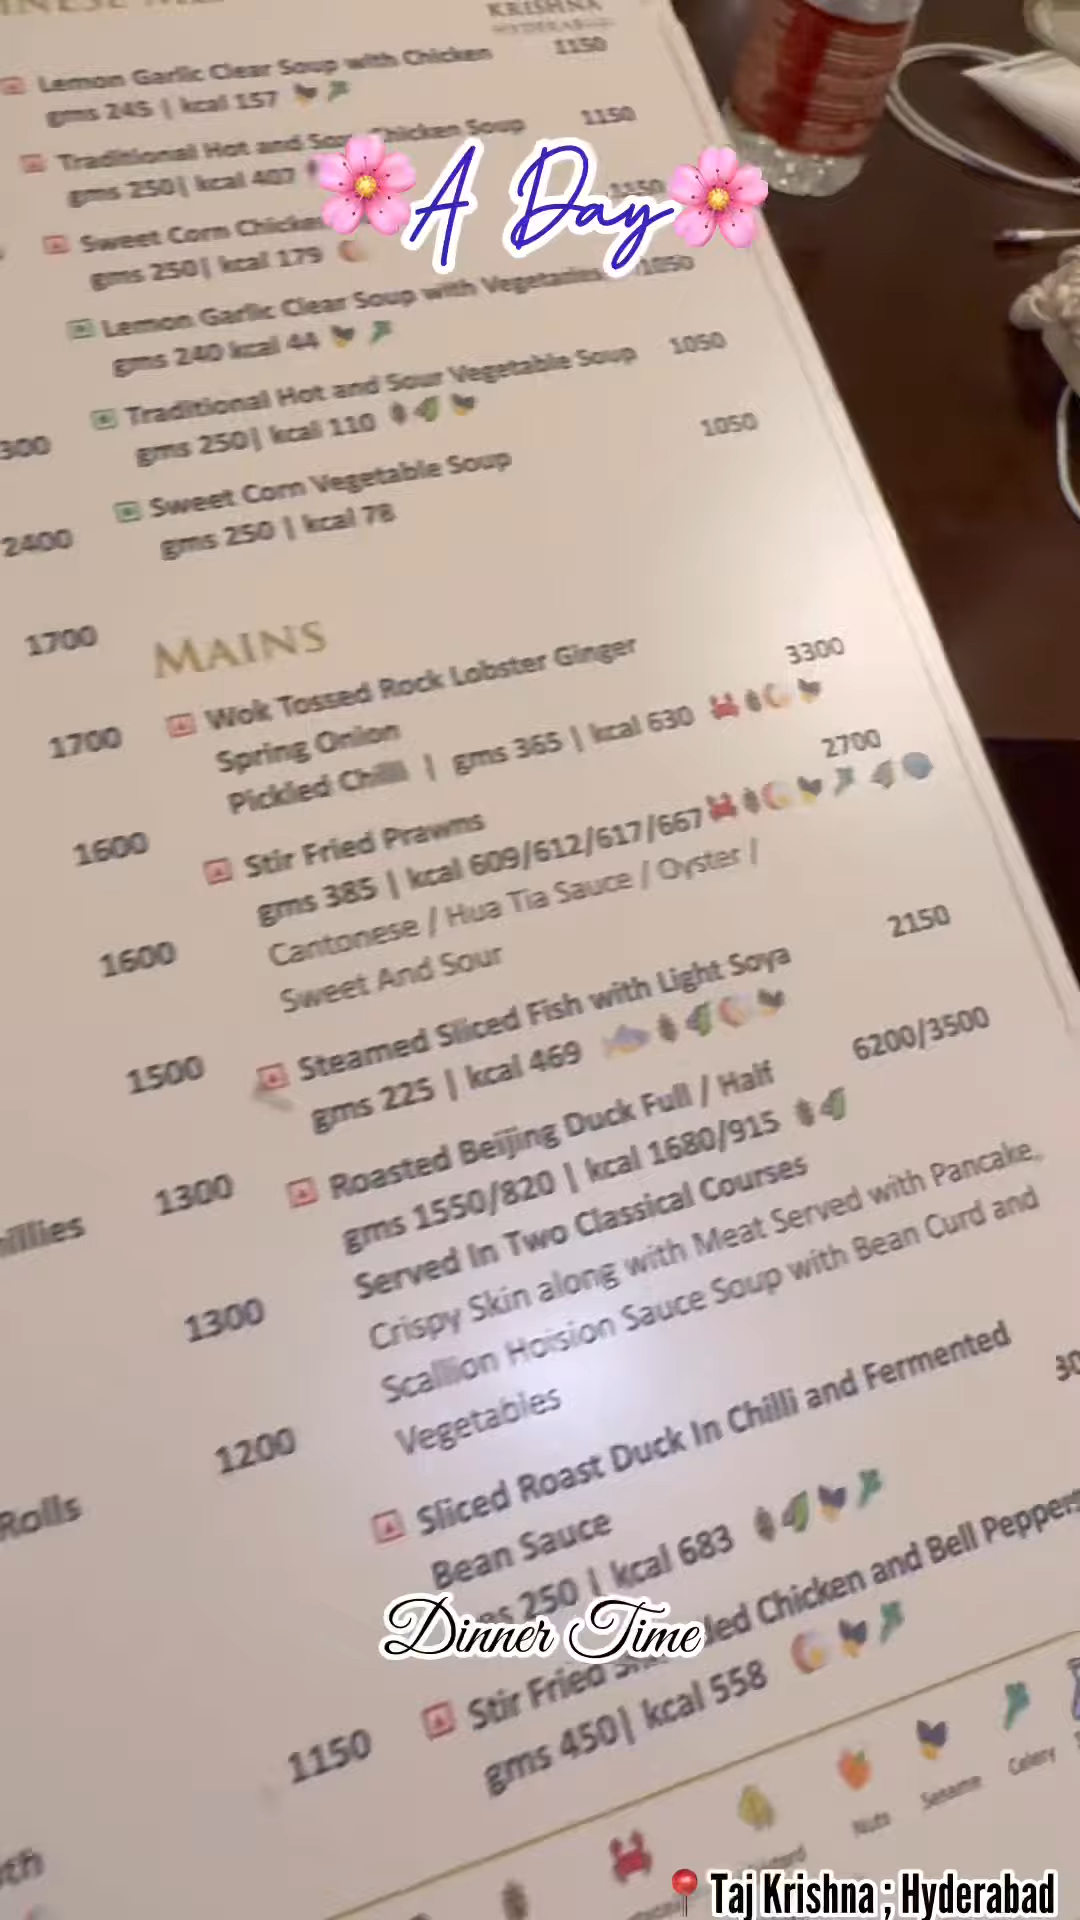 KRISHNA
Lemon Garlic Clear Soup with Chicken 1150
gms 245 | kcal 157
Traditional Hot and Sour Chicken Soup 1150
gms 250| kcal 407
A Day
Sweet Corn Chicken 1150
gms 250| kcal 179
Lemon Garlic Clear Soup with Vegetables 1050
gms 240 kcal 44
Traditional Hot and Sour Vegetable Soup 1050
gms 250| kcal 110
300
Sweet Corn Vegetable Soup 1050
gms 250 | kcal 78
2400
1700
MAINS
Wok Tossed Rock Lobster Ginger 3300
Spring Onion
Pickled Chilli | gms 365 | kcal 630
1700
Stir Fried Prawns 2700
gms 385 | kcal 609/612/617/667
Cantonese / Hua Tia Sauce / Oyster /
Sweet And Sour
1600
1600
Steamed Sliced Fish with Light Soya 2150
gms 225 | kcal 469
1500
Roasted Beijing Duck Full / Half 6200/3500
gms 1550/820 | kcal 1680/915
Served In Two Classical Courses
Crispy Skin along with Meat Served with Pancake,
Scallion Hoision Sauce Soup with Bean Curd and
Vegetables
1300
1300
1200
Rolls
Sliced Roast Duck In Chilli and Fermented
Bean Sauce
250 | kcal 683
Dinner Time
Stir Fried Chicken and Bell Peppers
gms 450| kcal 558
1150
Nuts
Sesame
Celery
Taj Krishna ; Hyderabad